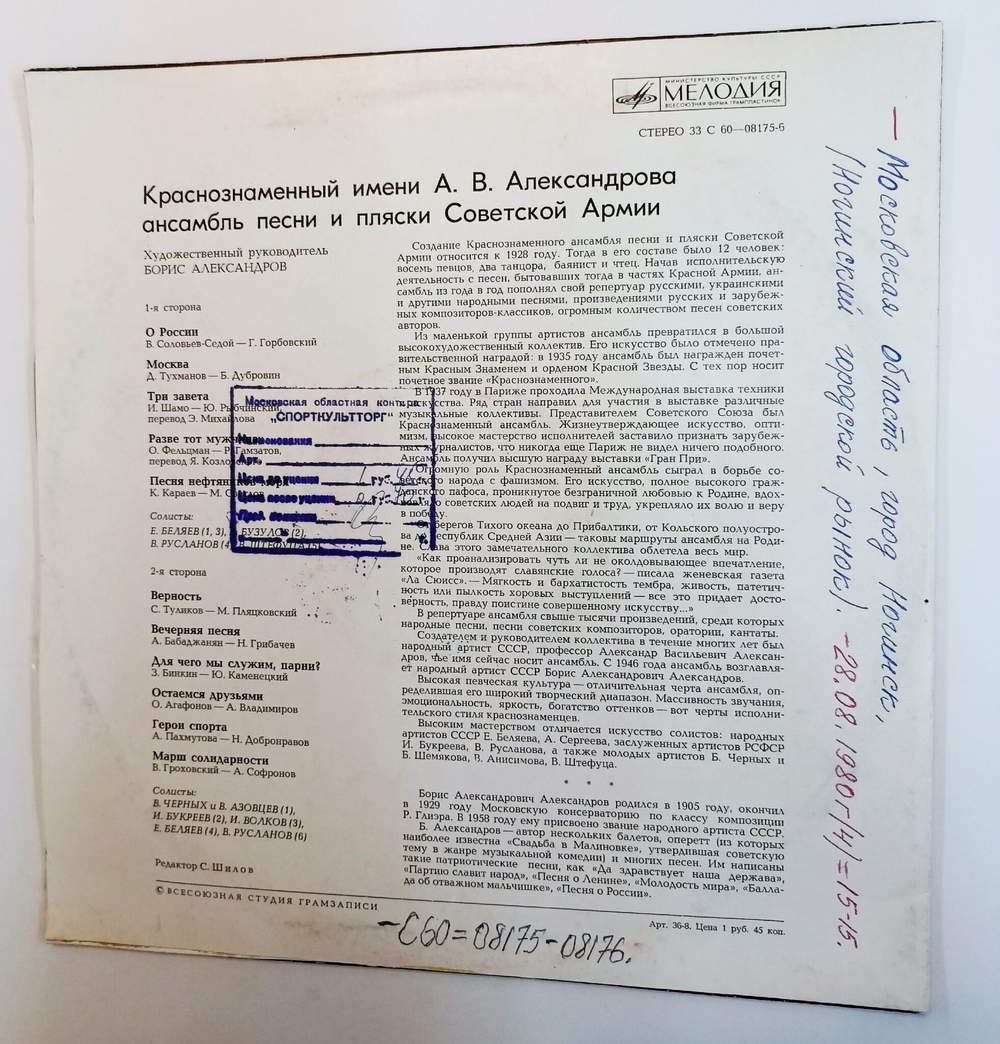 МИНИСТЕРСТВО КУЛЬТУРЫ СССР
МЕЛОДИЯ
ВСЕСОЮЗНАЯ ФИРМА ГРАМПЛАСТИНОК
СТЕРЕО 33 С 60—08175-6
Краснознаменный имени А. В. Александрова
ансамбль песни и пляски Советской Армии
Художественный руководитель
БОРИС АЛЕКСАНДРОВ
1-я сторона
О России
В. Соловьев-Седой — Г. Горбовский
Москва
Д. Тухманов — Б. Дубровин
Три завета
И. Шамо — Ю. Рыбчинский,
перевод Э. Михайлова
Разве тот мужчина
О. Фельцман — Р. Гамзатов,
перевод Я. Козловского
Песня нефтяников моря
К. Караев — М.
Солисты:
Е. БЕЛЯЕВ (1, 3), БУЗУЛОВ (2),
В. РУСЛАНОВ (4), В. ШТЕФУЦА
2-я сторона
Верность
С. Туликов — М. Пляцковский
Вечерняя песня
А. Бабаджанян — Н. Грибачев
Для чего мы служим, парни?
З. Бинкин — Ю. Каменецкий
Остаемся друзьями
О. Агафонов — А. Владимиров
Герои спорта
А. Пахмутова — Н. Добронравов
Марш солидарности
В. Гроховский — А. Софронов
Солисты:
В. ЧЕРНЫХ и В. АЗОВЦЕВ (1),
И. БУКРЕЕВ (2), И. ВОЛКОВ (3),
Е. БЕЛЯЕВ (4), В. РУСЛАНОВ (6)
Редактор С. Шилов
© ВСЕСОЮЗНАЯ СТУДИЯ ГРАМЗАПИСИ
Создание Краснознаменного ансамбля песни и пляски Советской
Армии относится к 1928 году. Тогда в его составе было 12 человек:
восемь певцов, два танцора, баянист и чтец. Начав исполнительскую
деятельность с песен, бытовавших тогда в частях Красной Армии, ан-
самбль из года в год пополнял свой репертуар русскими, украинскими
и другими народными песнями, произведениями русских и зарубеж-
ных композиторов-классиков, огромным количеством песен советских
авторов.
Из маленькой группы артистов ансамбль превратился в большой
высокохудожественный коллектив. Его искусство было отмечено пра-
вительственной наградой: в 1935 году ансамбль был награжден почет-
ным Красным Знаменем и орденом Красной Звезды. С тех пор носит
почетное звание «Краснознаменного».
В 1937 году в Париже проходила Международная выставка техники
и искусства. Ряд стран направил для участия в выставке различные
музыкальные коллективы. Представителем Советского Союза был
Краснознаменный ансамбль. Жизнеутверждающее искусство, опти-
мизм, высокое мастерство исполнителей заставило признать зарубеж-
ных журналистов, что никогда еще Париж не видел ничего подобного.
Ансамбль получил высшую награду выставки «Гран При».
Огромную роль Краснознаменный ансамбль сыграл в борьбе со-
ветского народа с фашизмом. Его искусство, полное высокого граж-
данского пафоса, проникнутое безграничной любовью к Родине, вдох-
новляло советских людей на подвиг и труд, укрепляло их волю и веру
в победу.
От берегов Тихого океана до Прибалтики, от Кольского полуостро-
ва до республик Средней Азии — таковы маршруты ансамбля на Роди-
не. Слава этого замечательного коллектива облетела весь мир.
«Как проанализировать чуть ли не околдовывающее впечатление,
которое производят славянские голоса? — писала женевская газета
«Ла Сюисс». — Мягкость и бархатистость тембра, живость, патетич-
ность или пылкость хоровых выступлений — все это придает досто-
верность, правду поистине совершенному искусству...»
В репертуаре ансамбля свыше тысячи произведений, среди которых
народные песни, песни советских композиторов, оратории, кантаты.
Создателем и руководителем коллектива в течение многих лет был
народный артист СССР, профессор Александр Васильевич Алексан-
дров, чье имя сейчас носит ансамбль. С 1946 года ансамбль возглавля-
ет народный артист СССР Борис Александрович Александров.
Высокая певческая культура — отличительная черта ансамбля, оп-
ределившая его широкий творческий диапазон. Массивность звучания,
эмоциональность, яркость, богатство оттенков — вот черты исполни-
тельского стиля краснознаменцев.
Высоким мастерством отличается искусство солистов: народных
артистов СССР Е. Беляева, А. Сергеева, заслуженных артистов РСФСР
И. Букреева, В. Русланова, а также молодых артистов Б. Черных и
Б. Шемякова, В. Анисимова, В. Штефуца.
* * *
Борис Александрович Александров родился в 1905 году, окончил
в 1929 году Московскую консерваторию по классу композиции
Р. Глиэра. В 1958 году ему присвоено звание народного артиста СССР.
Б. Александров — автор нескольких балетов, оперетт (из которых
наиболее известна «Свадьба в Малиновке», утвердившая советскую
тему в жанре музыкальной комедии) и многих песен. Им написаны
такие патриотические песни, как «Да здравствует наша держава»,
«Партию славит народ», «Песня о Ленине», «Молодость мира», «Балла-
да об отважном мальчишке», «Песня о России».
Арт. 36-8. Цена 1 руб. 45 коп.
Московская областная контора
„СПОРТКУЛЬТТОРГ“
Наименования
Арт.
Цена до уценки
Цена после уценки
– С60=08175-08176.
— Московская область, город Ногинск,
/Ногинский городской рынок/. -28.08.1980г-/4/=15-15.